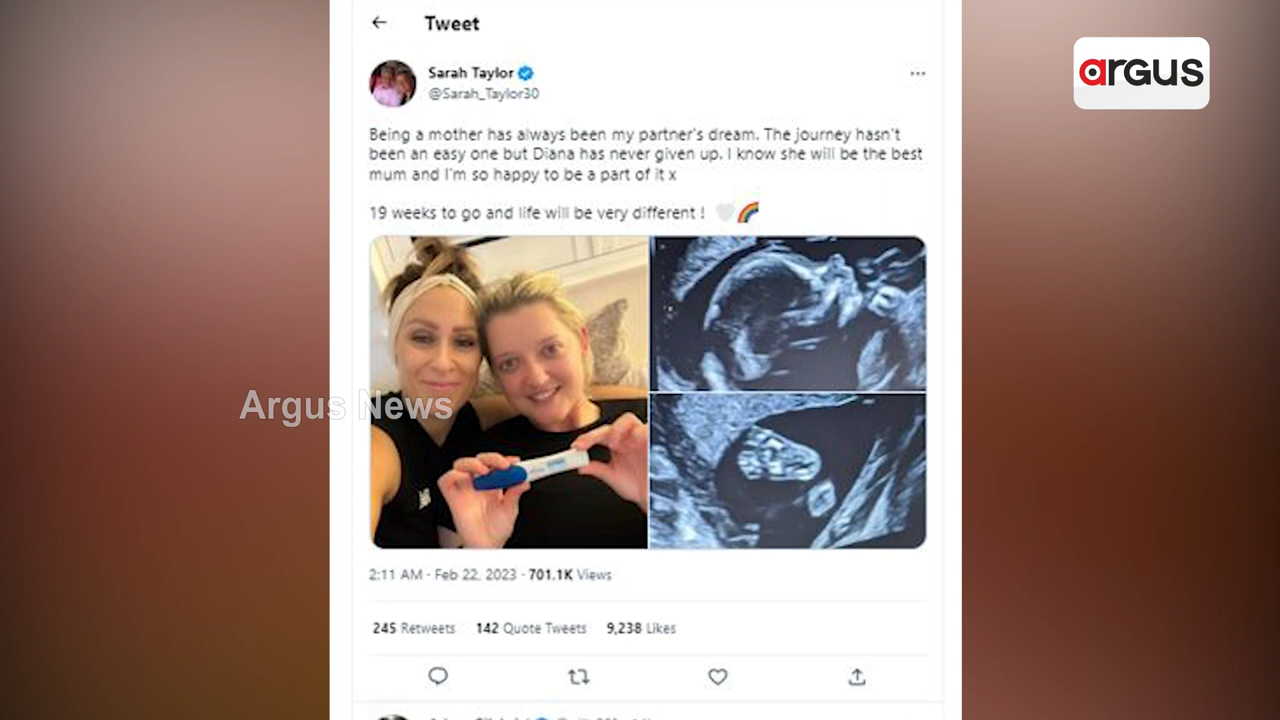 Tweet
argus
Sarah Taylor
@Sarah_Taylor30
Being a mother has always been my partner's dream. The journey hasn't
been an easy one but Diana has never given up. I know she will be the best
mum and I'm so happy to be a part of it x
19 weeks to go and life will be very different ! 🤍🌈
Argus News
2:11 AM · Feb 22, 2023 · 701.1K Views
245 Retweets 142 Quote Tweets 9,238 Likes